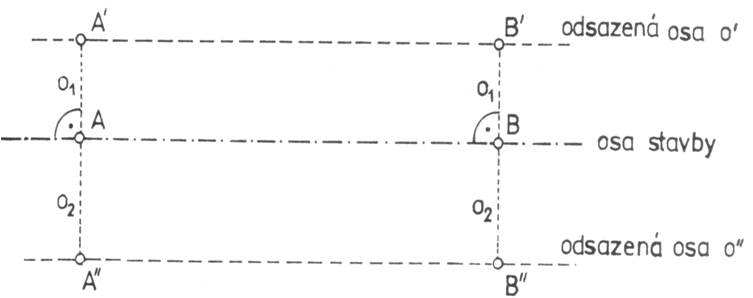 A' B' odsazená osa o'
o₁ o₁
A B osa stavby
o₂ o₂
odsazená osa o"
A" B"